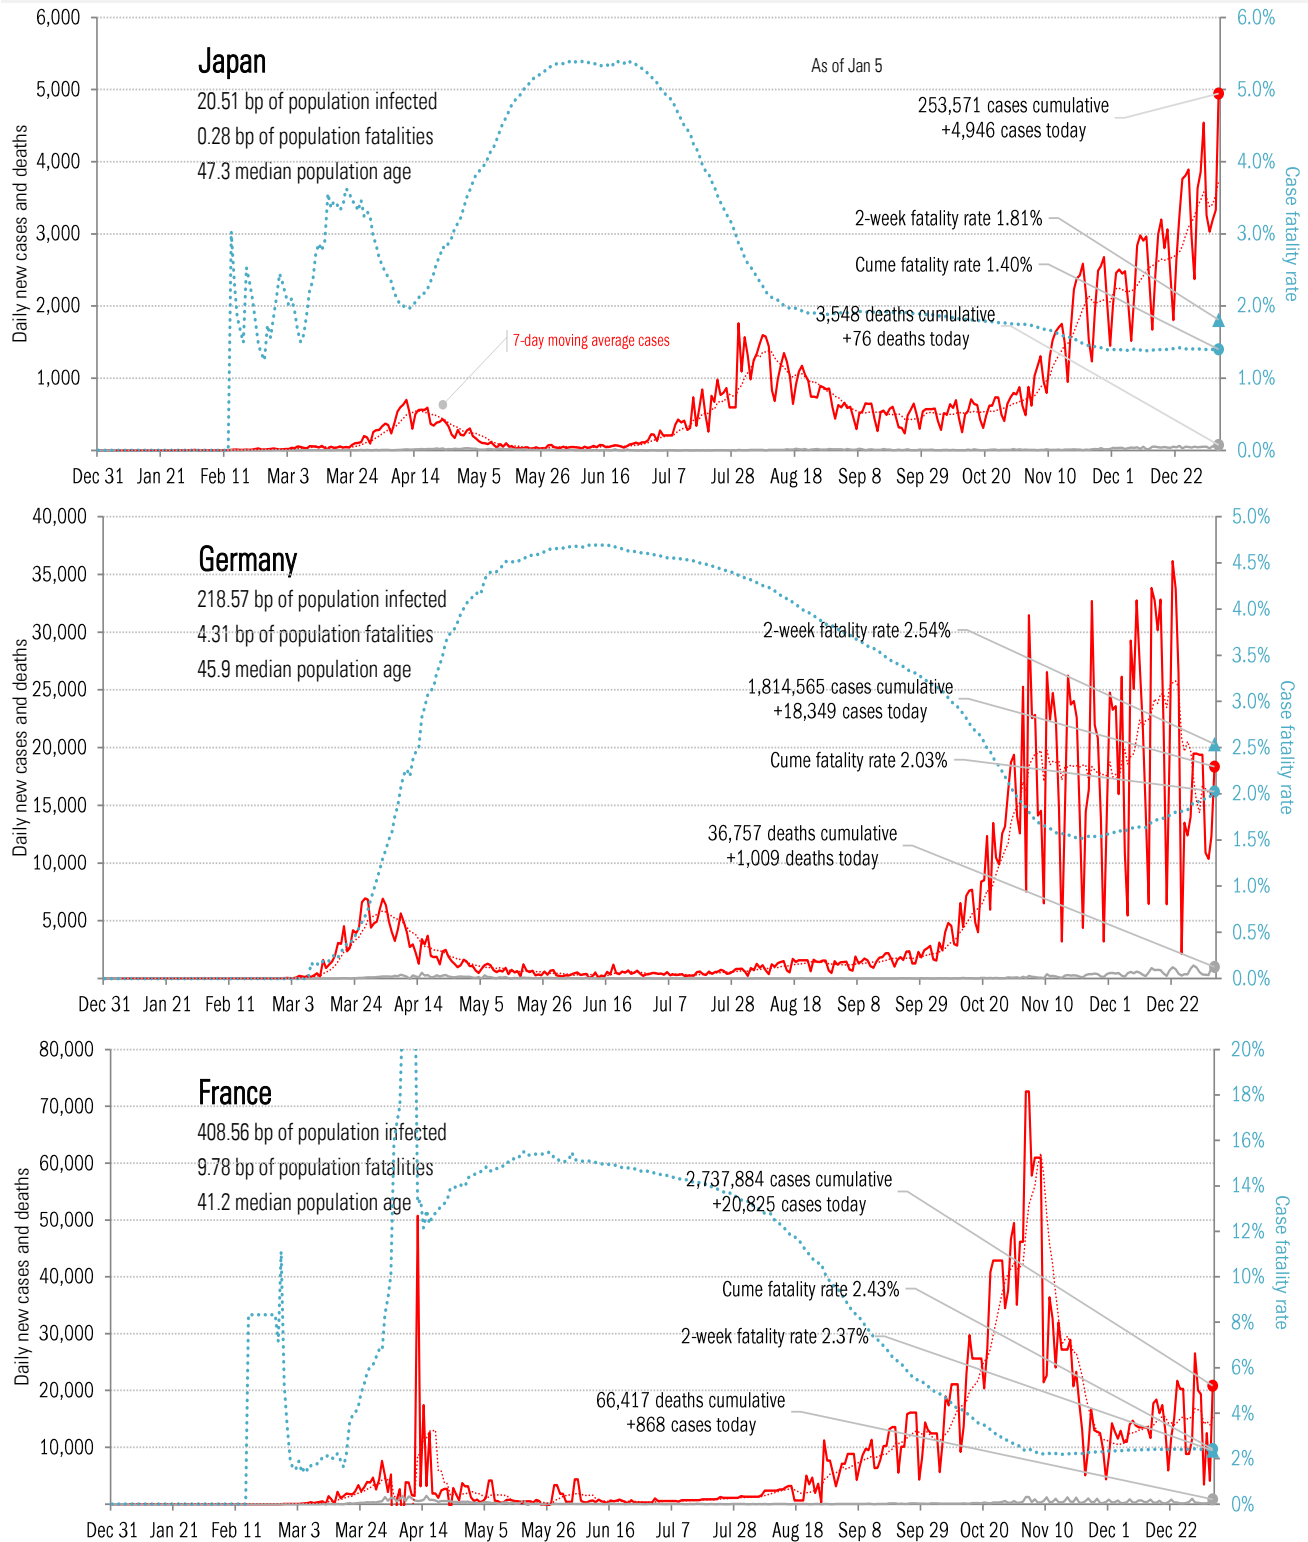 6,000
5,000
4,000
3,000
2,000
1,000
Daily new cases and deaths
Japan
20.51 bp of population infected
0.28 bp of population fatalities
47.3 median population age
As of Jan 5
253,571 cases cumulative
+4,946 cases today
2-week fatality rate 1.81%
Cume fatality rate 1.40%
3,548 deaths cumulative
+76 deaths today
7-day moving average cases
6.0%
5.0%
4.0%
3.0%
2.0%
1.0%
0.0%
Case fatality rate
Dec 31 Jan 21 Feb 11 Mar 3 Mar 24 Apr 14 May 5 May 26 Jun 16 Jul 7 Jul 28 Aug 18 Sep 8 Sep 29 Oct 20 Nov 10 Dec 1 Dec 22
40,000
35,000
30,000
25,000
20,000
15,000
10,000
5,000
Daily new cases and deaths
Germany
218.57 bp of population infected
4.31 bp of population fatalities
45.9 median population age
2-week fatality rate 2.54%
1,814,565 cases cumulative
+18,349 cases today
Cume fatality rate 2.03%
36,757 deaths cumulative
+1,009 deaths today
5.0%
4.5%
4.0%
3.5%
3.0%
2.5%
2.0%
1.5%
1.0%
0.5%
0.0%
Case fatality rate
Dec 31 Jan 21 Feb 11 Mar 3 Mar 24 Apr 14 May 5 May 26 Jun 16 Jul 7 Jul 28 Aug 18 Sep 8 Sep 29 Oct 20 Nov 10 Dec 1 Dec 22
80,000
70,000
60,000
50,000
40,000
30,000
20,000
10,000
Daily new cases and deaths
France
408.56 bp of population infected
9.78 bp of population fatalities
41.2 median population age
2,737,884 cases cumulative
+20,825 cases today
Cume fatality rate 2.43%
2-week fatality rate 2.37%
66,417 deaths cumulative
+868 cases today
20%
18%
16%
14%
12%
10%
8%
6%
4%
2%
0%
Case fatality rate
Dec 31 Jan 21 Feb 11 Mar 3 Mar 24 Apr 14 May 5 May 26 Jun 16 Jul 7 Jul 28 Aug 18 Sep 8 Sep 29 Oct 20 Nov 10 Dec 1 Dec 22